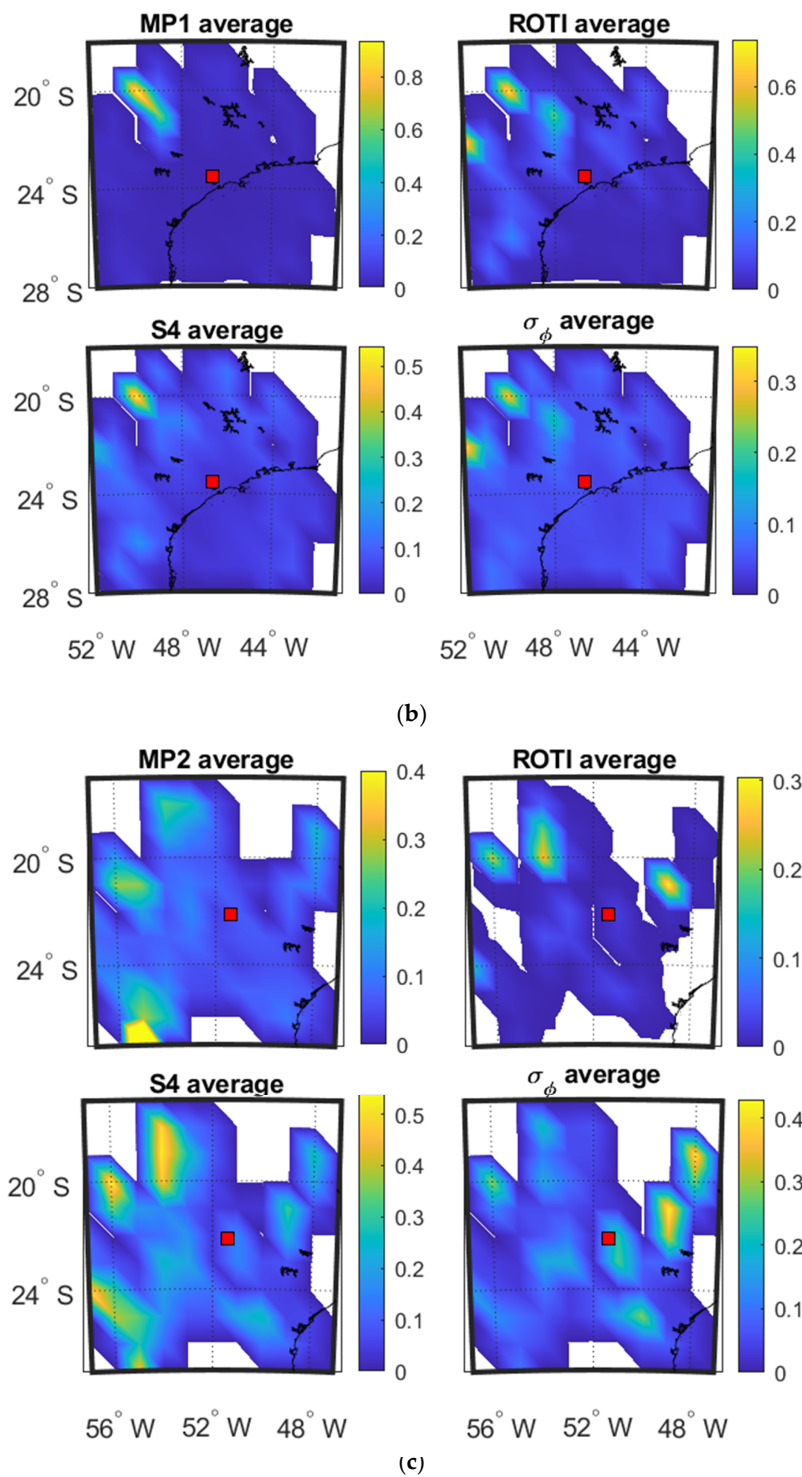 MP1 average ROTI average
0.8
0.6
0.4
0.2
0
0.6
0.4
0.2
0
20° S
24° S
28° S
S4 average σϕ average
0.5
0.4
0.3
0.2
0.1
0
0.3
0.2
0.1
0
20° S
24° S
28° S
52° W 48° W 44° W
52° W 48° W 44° W
(b)
MP2 average ROTI average
0.4
0.3
0.2
0.1
0
0.3
0.2
0.1
0
20° S
24° S
S4 average σϕ average
0.5
0.4
0.3
0.2
0.1
0
0.4
0.3
0.2
0.1
0
20° S
24° S
56° W 52° W 48° W
56° W 52° W 48° W
(c)